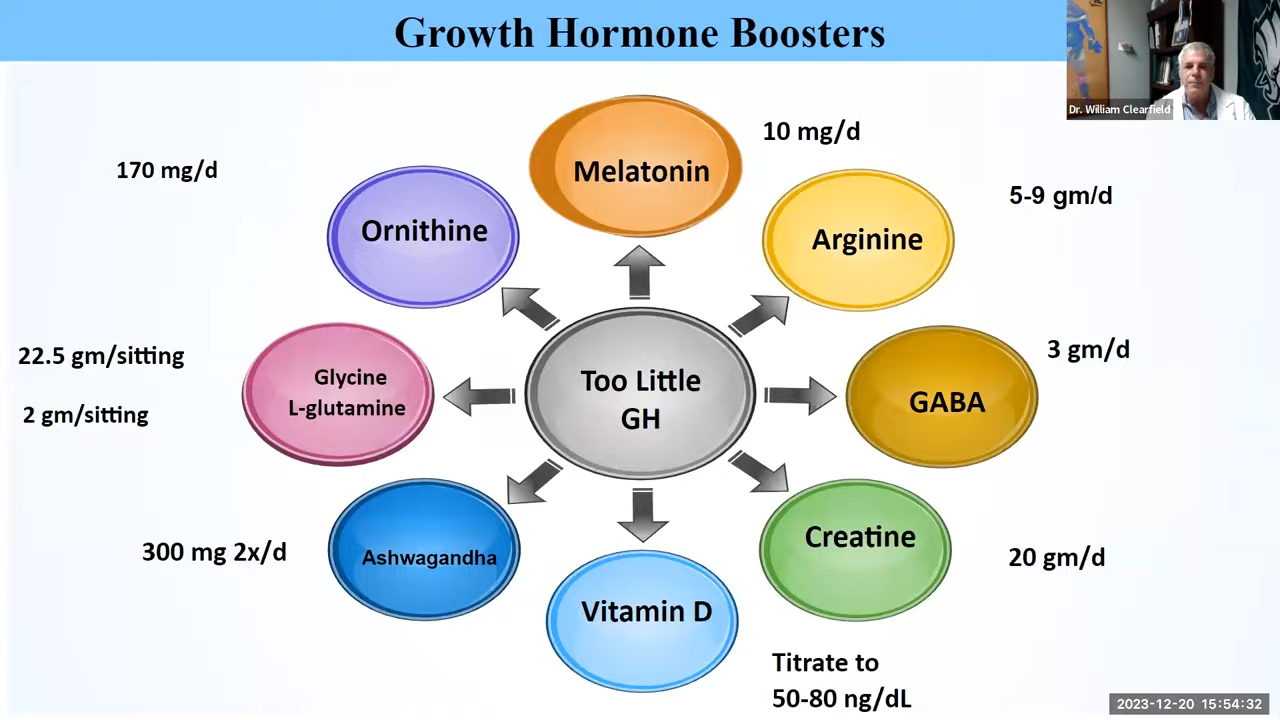 Growth Hormone Boosters
Dr. William Clearfield
Melatonin
10 mg/d
Arginine
5-9 gm/d
GABA
3 gm/d
Creatine
20 gm/d
Vitamin D
Titrate to
50-80 ng/dL
Ashwagandha
300 mg 2x/d
Glycine
L-glutamine
22.5 gm/sitting
2 gm/sitting
Ornithine
170 mg/d
Too Little
GH
2023-12-20 15:54:32